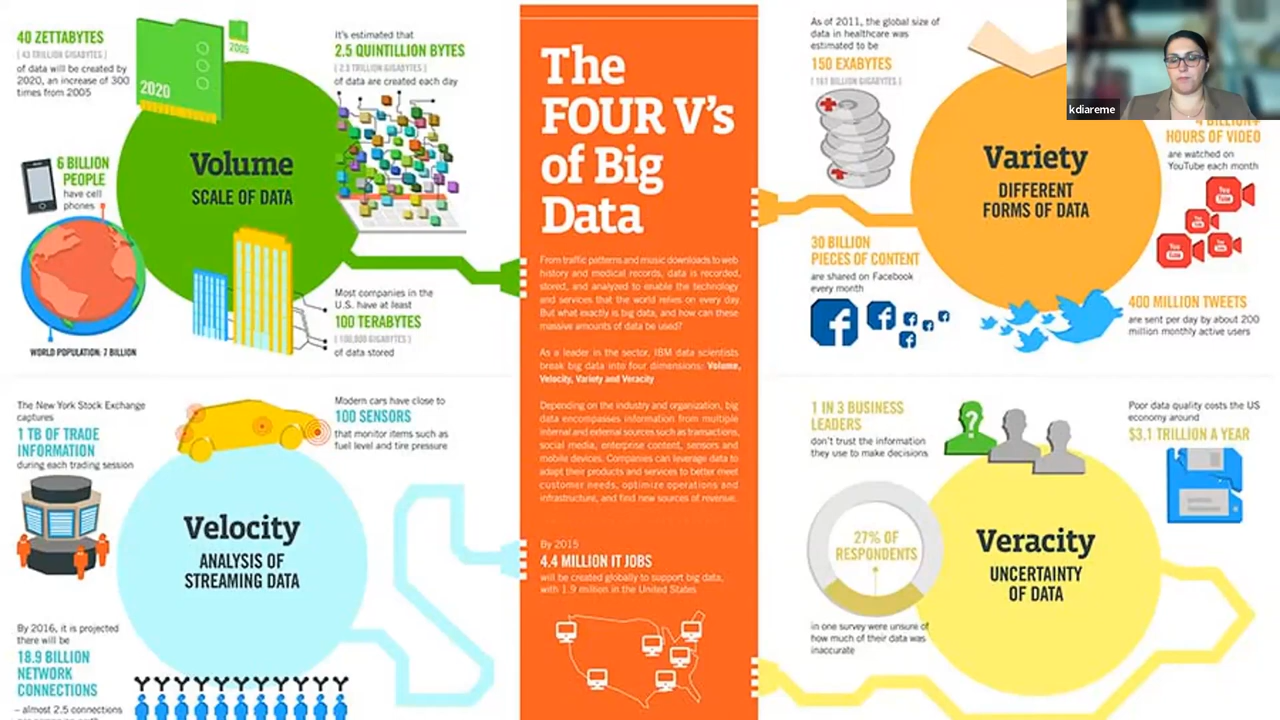 40 ZETTABYTES
[ 43 TRILLION GIGABYTES ]
of data will be created by
2020, an increase of 300
times from 2005
2020
2005
It's estimated that
2.5 QUINTILLION BYTES
[ 2.3 TRILLION GIGABYTES ]
of data are created each day
6 BILLION
PEOPLE
have cell
phones
WORLD POPULATION: 7 BILLION
Volume
SCALE OF DATA
Most companies in the
U.S. have at least
100 TERABYTES
[ 100,000 GIGABYTES ]
of data stored
The New York Stock Exchange
captures
1 TB OF TRADE
INFORMATION
during each trading session
Modern cars have close to
100 SENSORS
that monitor items such as
fuel level and tire pressure
Velocity
ANALYSIS OF
STREAMING DATA
By 2016, it is projected
there will be
18.9 BILLION
NETWORK
CONNECTIONS
– almost 2.5 connections
The
FOUR V's
of Big
Data
From traffic patterns and music downloads to web
history and medical records, data is recorded,
stored, and analyzed to enable the technology
and services that the world relies on every day.
But what exactly is big data, and how can these
massive amounts of data be used?
As a leader in the sector, IBM data scientists
break big data into four dimensions: Volume,
Velocity, Variety and Veracity
Depending on the industry and organization, big
data encompasses information from multiple
internal and external sources such as transactions,
social media, enterprise content, sensors and
mobile devices. Companies can leverage data to
adapt their products and services to better meet
customer needs, optimize operations and
infrastructure, and find new sources of revenue.
By 2015
4.4 MILLION IT JOBS
will be created globally to support big data,
with 1.9 million in the United States
As of 2011, the global size of
data in healthcare was
estimated to be
150 EXABYTES
[ 161 BILLION GIGABYTES ]
Variety
DIFFERENT
FORMS OF DATA
kdiareme
4 BILLION+
HOURS OF VIDEO
are watched on
YouTube each month
You Tube
You Tube
You Tube
You Tube
30 BILLION
PIECES OF CONTENT
are shared on Facebook
every month
400 MILLION TWEETS
are sent per day by about 200
million monthly active users
1 IN 3 BUSINESS
LEADERS
don't trust the information
they use to make decisions
Poor data quality costs the US
economy around
$3.1 TRILLION A YEAR
27% OF
RESPONDENTS
in one survey were unsure of
how much of their data was
inaccurate
Veracity
UNCERTAINTY
OF DATA